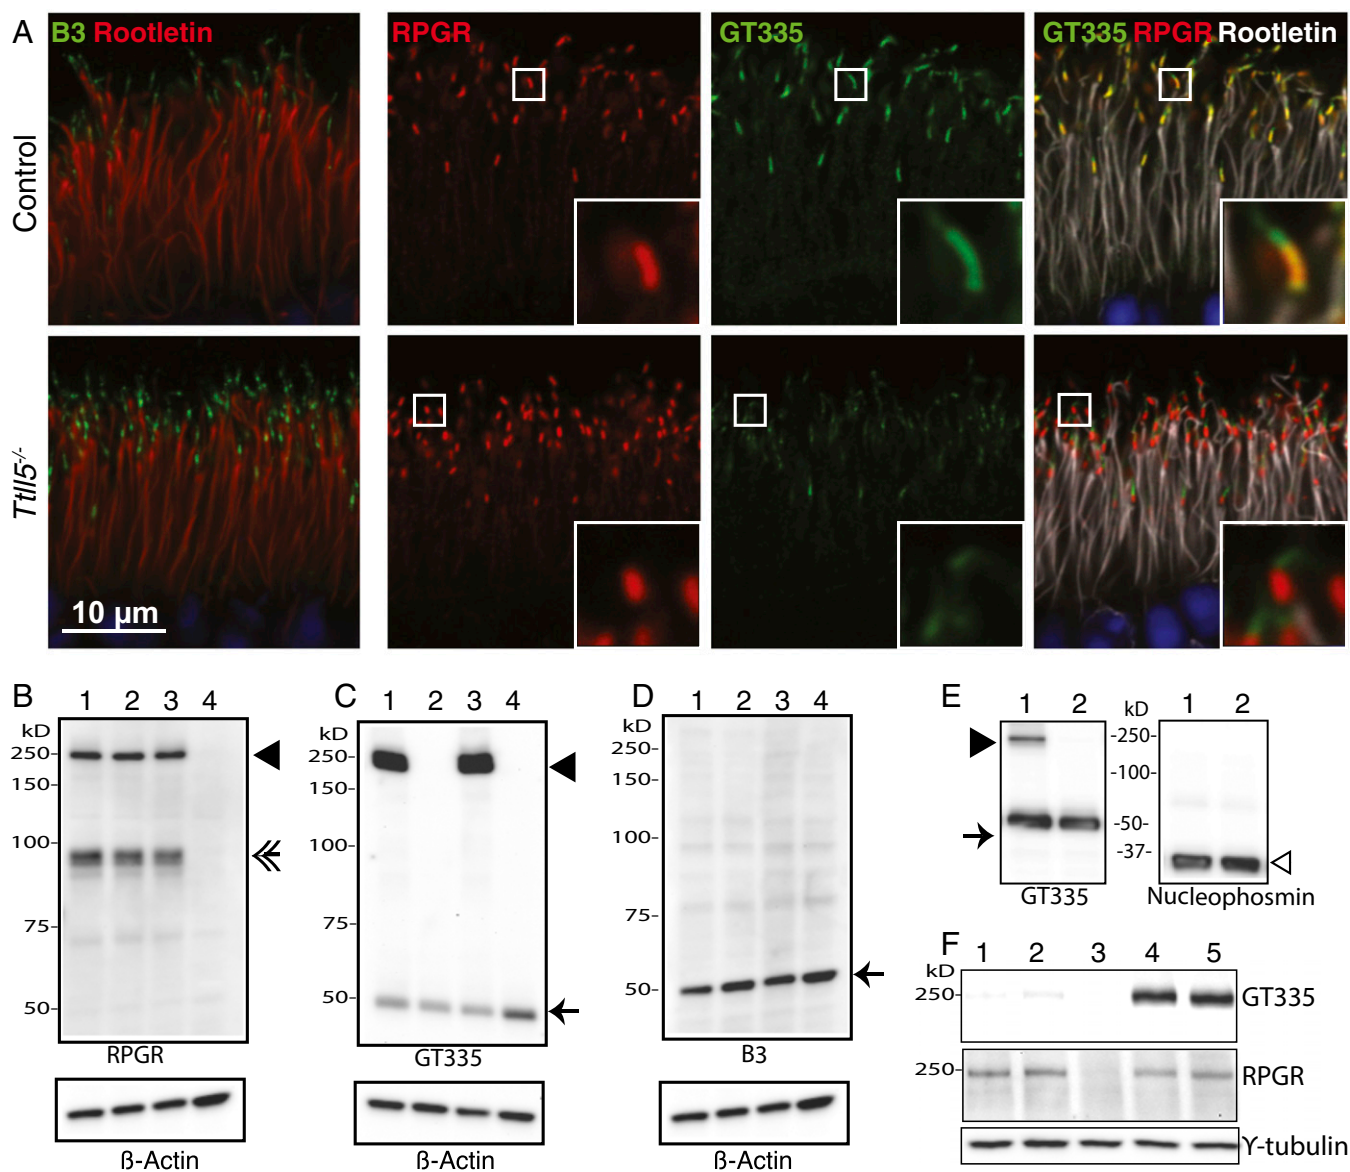 A
B3 Rootletin
RPGR
GT335
GT335 RPGR Rootletin
Control
Ttll5-/-
10 µm
B
1 2 3 4
kD
250-
150-
100-
75-
50-
RPGR
ß-Actin
C
1 2 3 4
kD
250-
150-
100-
75-
50-
GT335
ß-Actin
D
1 2 3 4
kD
250-
150-
100-
75-
50-
B3
ß-Actin
E
1 2
kD
1 2
-250-
-100-
-50-
-37-
GT335
Nucleophosmin
F
1 2 3 4 5
kD
250-
GT335
250-
RPGR
ϒ-tubulin